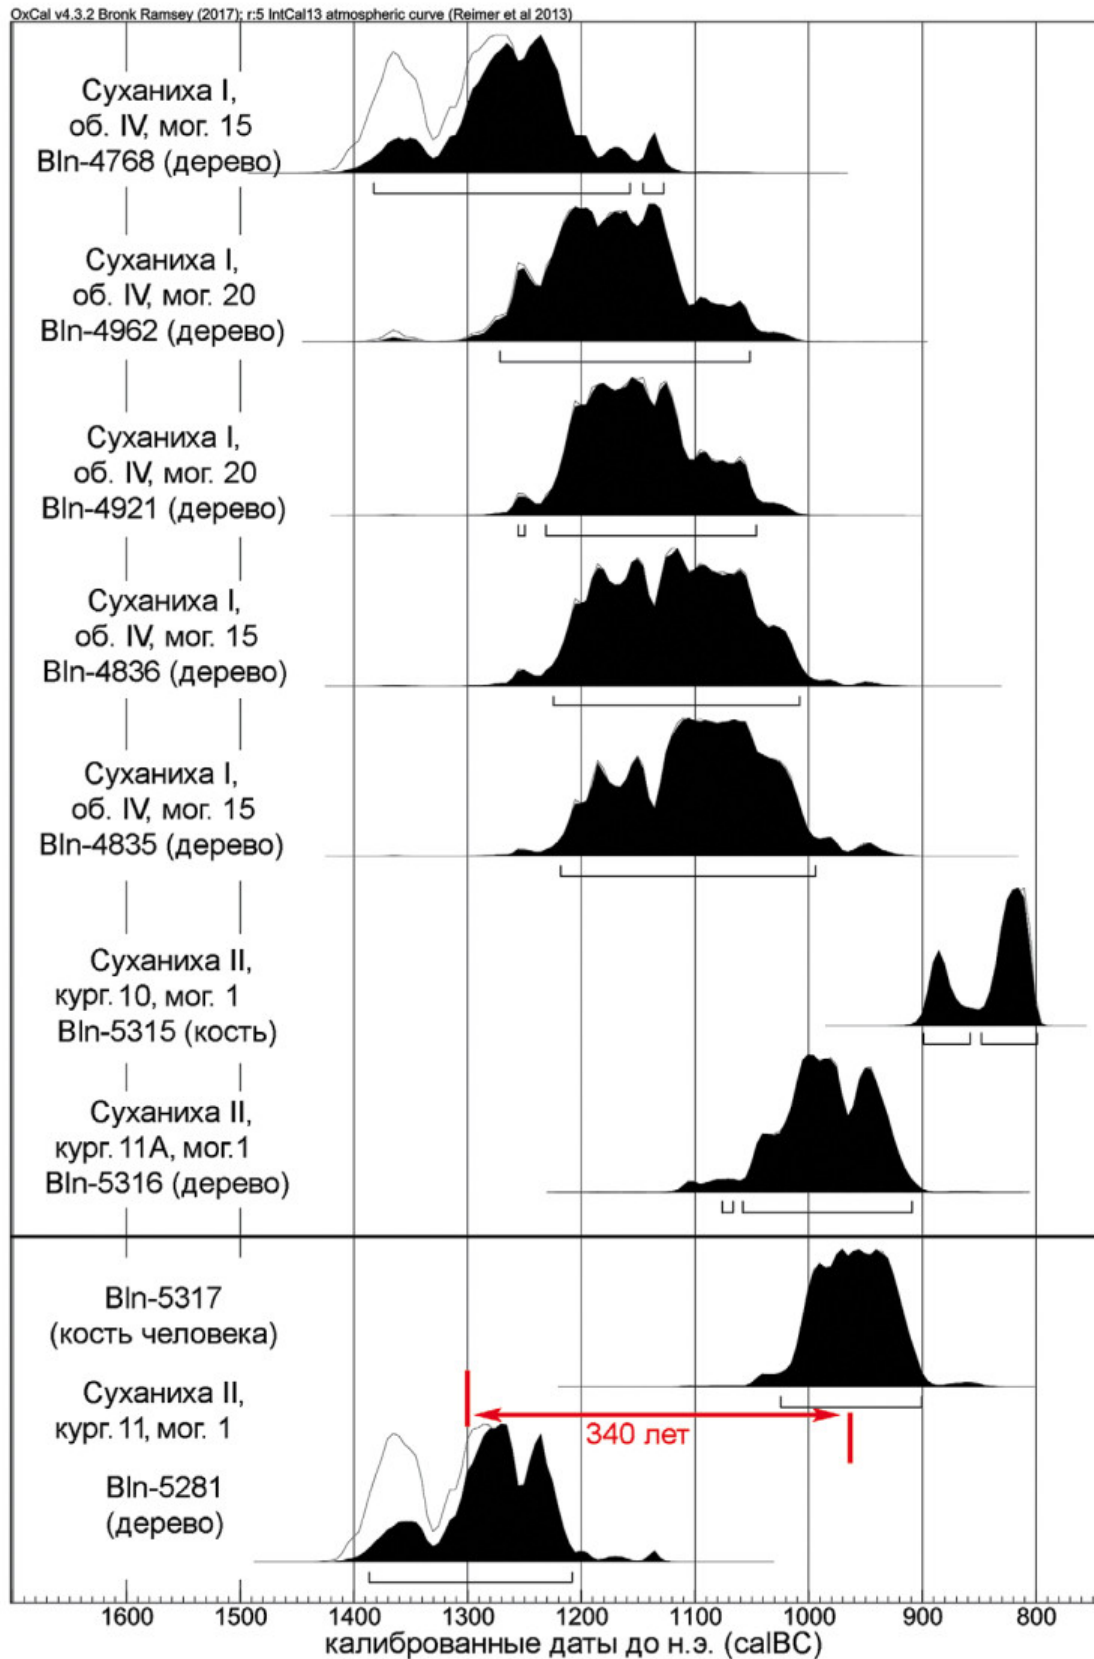 OxCal v4.3.2 Bronk Ramsey (2017); r:5 IntCal13 atmospheric curve (Reimer et al 2013)
Суханиха I,
об. IV, мог. 15
Bln-4768 (дерево)
Суханиха I,
об. IV, мог. 20
Bln-4962 (дерево)
Суханиха I,
об. IV, мог. 20
Bln-4921 (дерево)
Суханиха I,
об. IV, мог. 15
Bln-4836 (дерево)
Суханиха I,
об. IV, мог. 15
Bln-4835 (дерево)
Суханиха II,
кург. 10, мог. 1
Bln-5315 (кость)
Суханиха II,
кург. 11А, мог.1
Bln-5316 (дерево)
Bln-5317
(кость человека)
Суханиха II,
кург. 11, мог. 1
340 лет
Bln-5281
(дерево)
1600 1500 1400 1300 1200 1100 1000 900 800
калиброванные даты до н.э. (calBC)